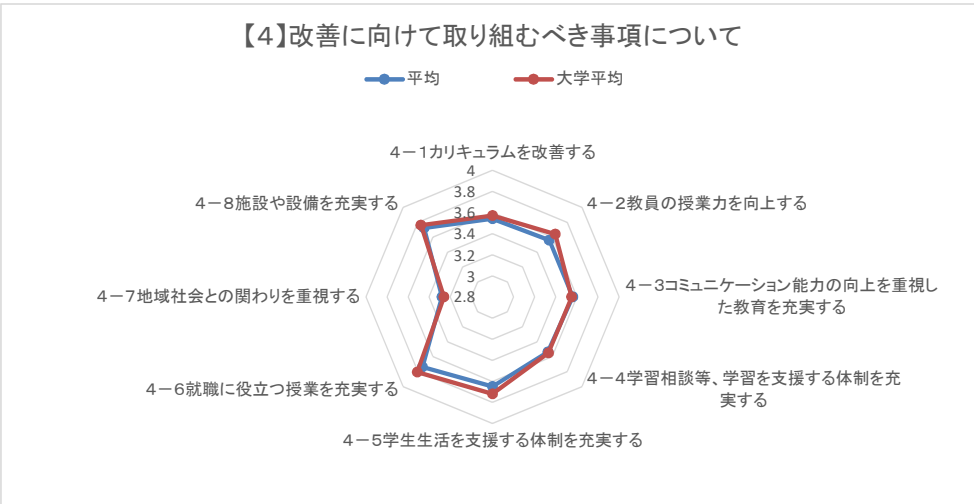 【4】改善に向けて取り組むべき事項について
平均 大学平均
4－1カリキュラムを改善する
4
3.8
3.6
3.4
3.2
3
2.8
4－2教員の授業力を向上する
4－3コミュニケーション能力の向上を重視し
た教育を充実する
4－4学習相談等、学習を支援する体制を充
実する
4－5学生生活を支援する体制を充実する
4－6就職に役立つ授業を充実する
4－7地域社会との関わりを重視する
4－8施設や設備を充実する